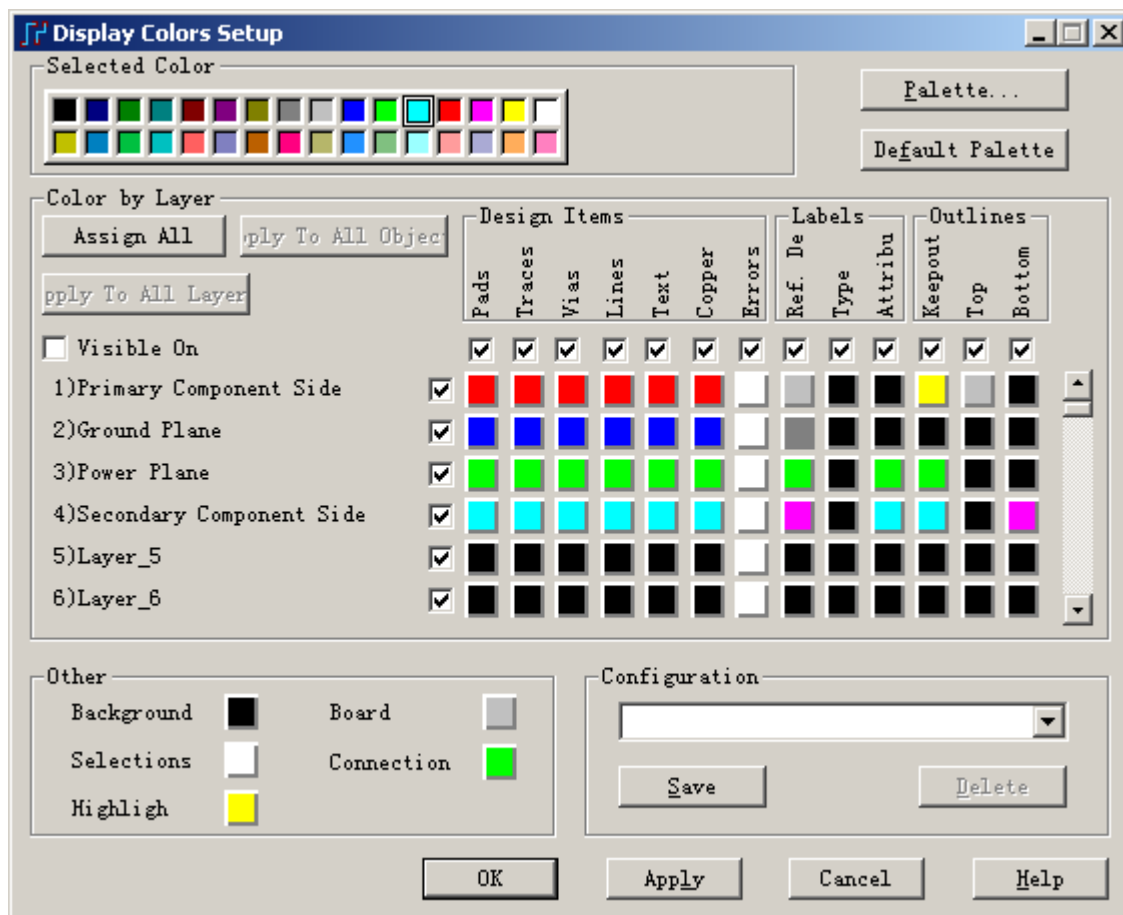 Display Colors Setup
Selected Color
Palette...
Default Palette
Color by Layer
Assign All
ply To All Objec
pply To All Layer
Design Items
Labels
Outlines
Pads
Traces
Vias
Lines
Text
Copper
Errors
Ref. De
Type
Attribu
Keepout
Top
Bottom
Visible On
1)Primary Component Side
2)Ground Plane
3)Power Plane
4)Secondary Component Side
5)Layer_5
6)Layer_6
Other
Background
Board
Selections
Connection
Highligh
Configuration
Save
Delete
OK
Apply
Cancel
Help